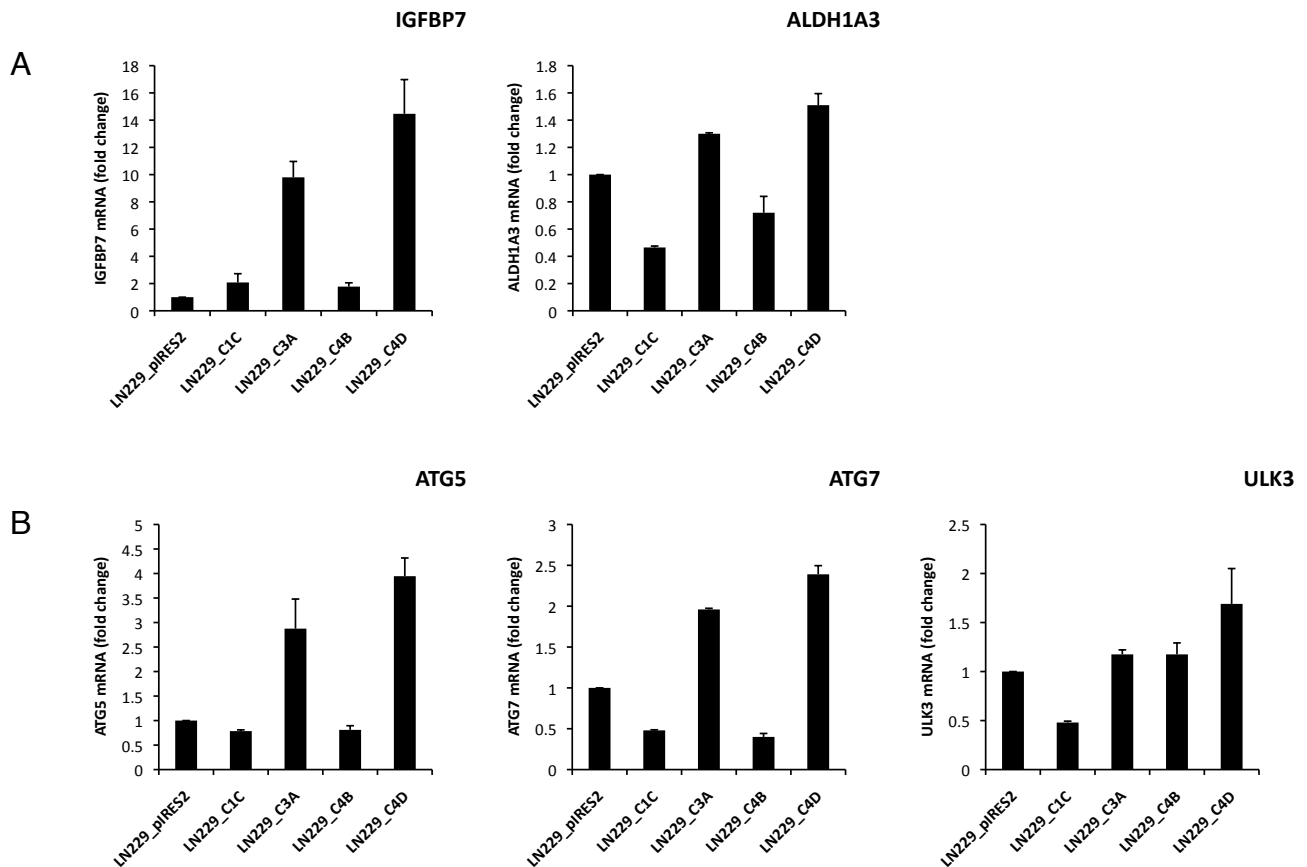 IGFBP7
ALDH1A3
A
IGFBP7 mRNA (fold change)
18
16
14
12
10
8
6
4
2
0
LN229_pIRES2
LN229_C1C
LN229_C3A
LN229_C4B
LN229_C4D
ALDH1A3 mRNA (fold change)
1.8
1.6
1.4
1.2
1
0.8
0.6
0.4
0.2
0
LN229_pIRES2
LN229_C1C
LN229_C3A
LN229_C4B
LN229_C4D
ATG5
ATG7
ULK3
B
ATG5 mRNA (fold change)
5
4.5
4
3.5
3
2.5
2
1.5
1
0.5
0
LN229_pIRES2
LN229_C1C
LN229_C3A
LN229_C4B
LN229_C4D
ATG7 mRNA (fold change)
3
2.5
2
1.5
1
0.5
0
LN229_pIRES2
LN229_C1C
LN229_C3A
LN229_C4B
LN229_C4D
ULK3 mRNA (fold change)
2.5
2
1.5
1
0.5
0
LN229_pIRES2
LN229_C1C
LN229_C3A
LN229_C4B
LN229_C4D